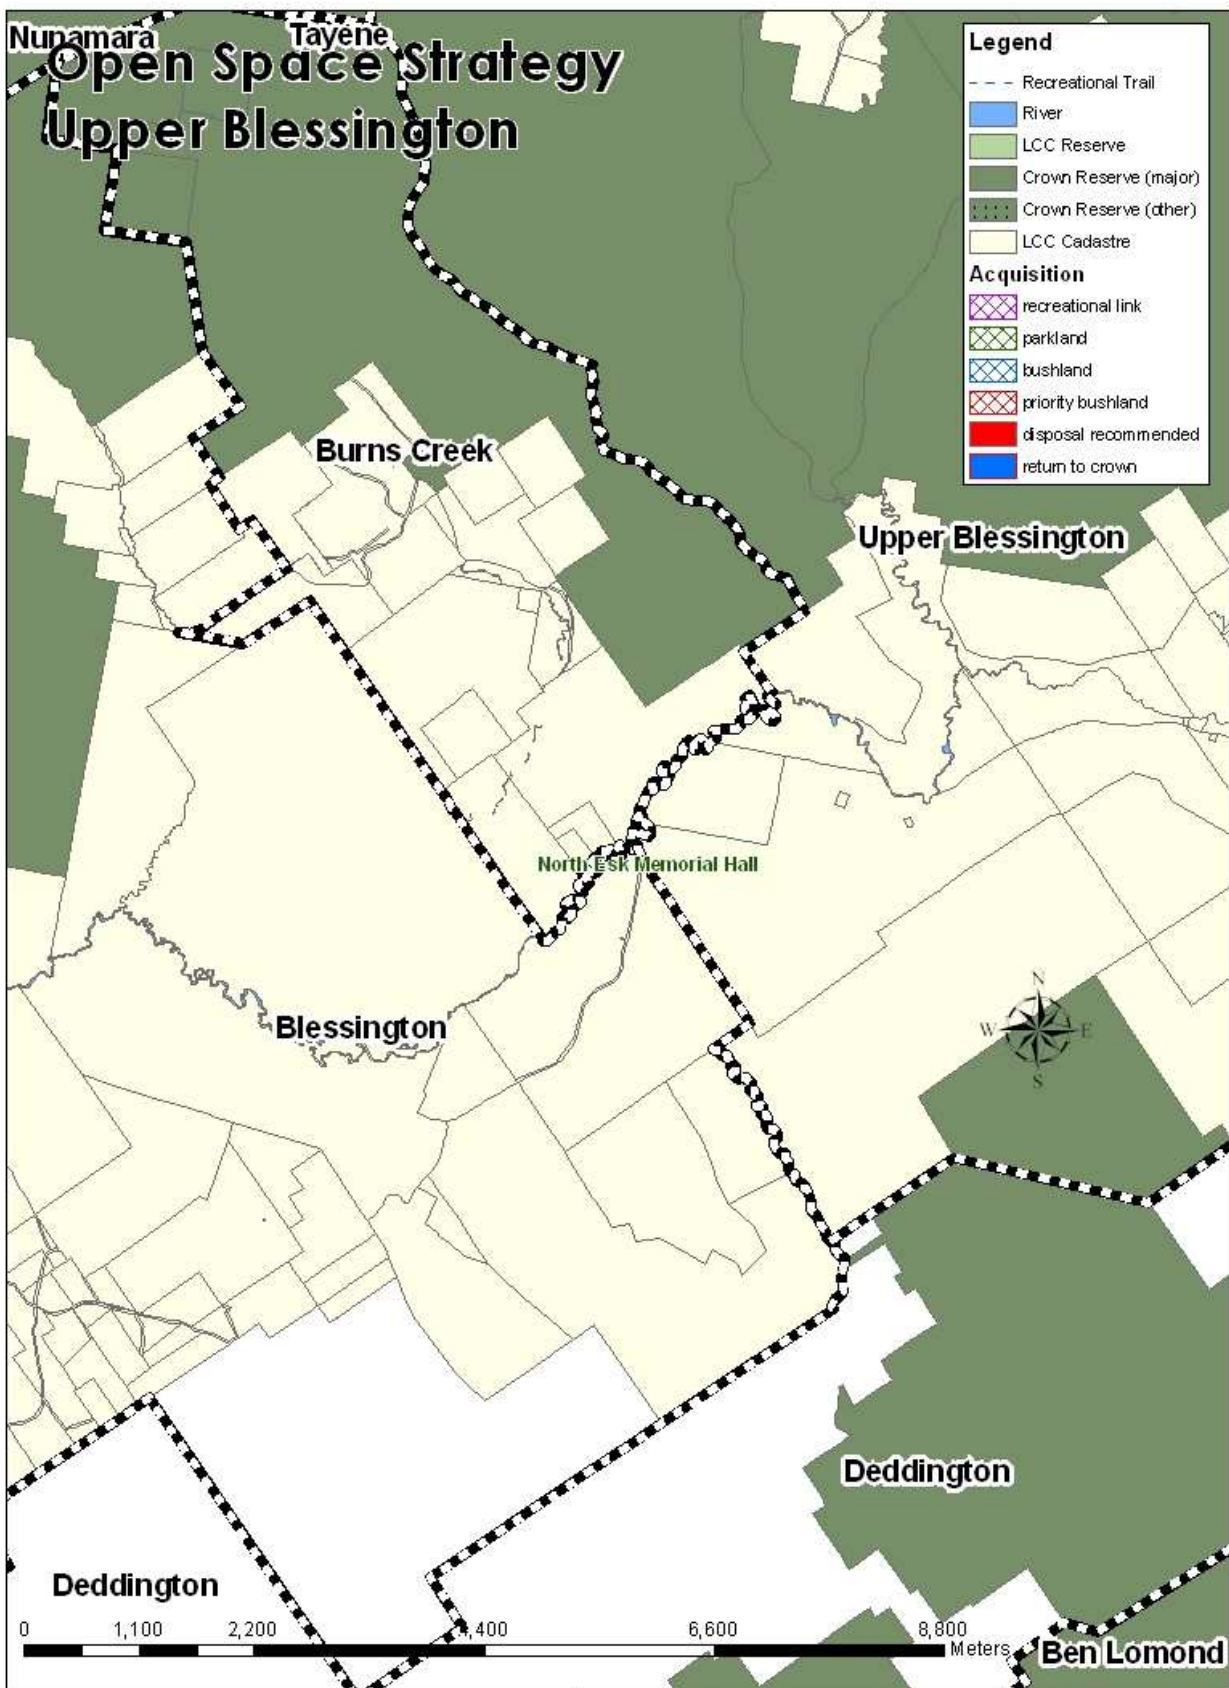 Nunamara
Tayene
Open Space Strategy
Upper Blessington
Legend
Recreational Trail
River
LCC Reserve
Crown Reserve (major)
Crown Reserve (other)
LCC Cadastre
Acquisition
recreational link
parkland
bushland
priority bushland
disposal recommended
return to crown
Burns Creek
Upper Blessington
North Esk Memorial Hall
N
W E
S
Blessington
Deddington
Deddington
0 1,100 2,200 4,400 6,600 8,800
Meters
Ben Lomond